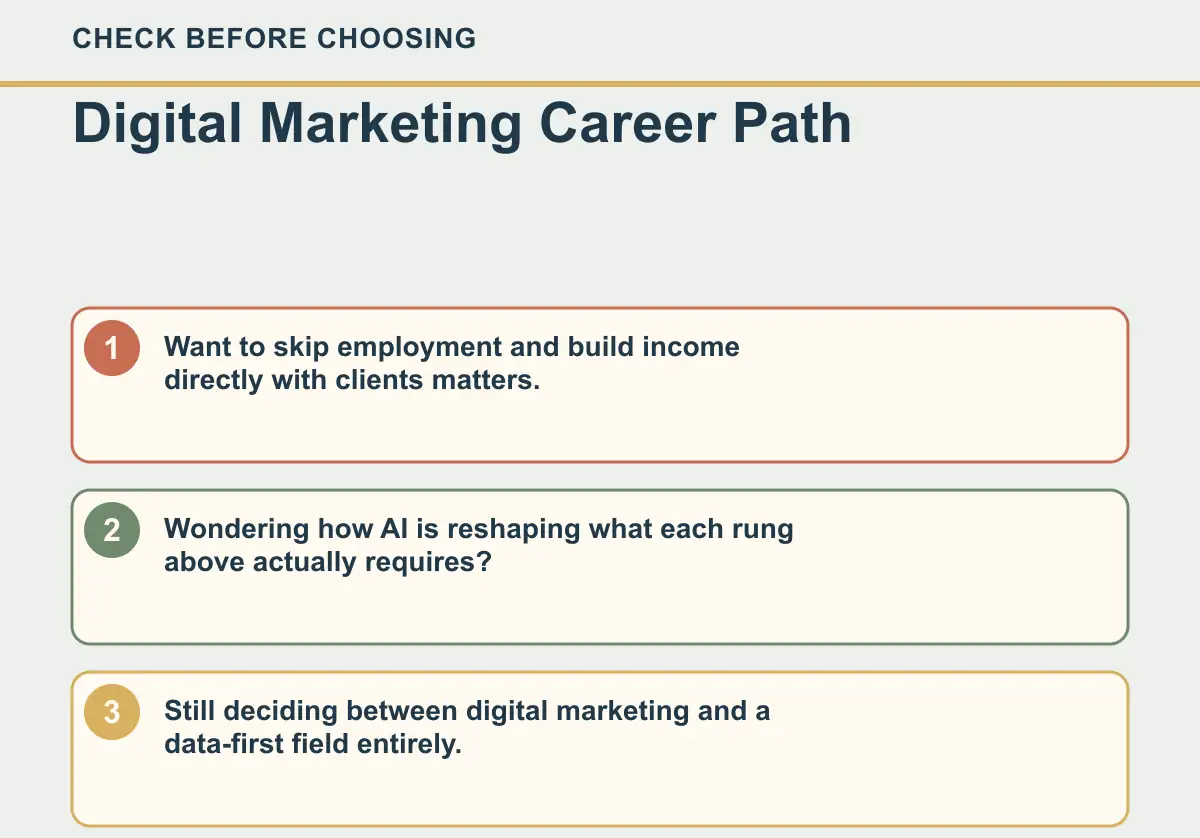 CHECK BEFORE CHOOSING
Digital Marketing Career Path
1
Want to skip employment and build income
directly with clients matters.
2
Wondering how AI is reshaping what each rung
above actually requires?
3
Still deciding between digital marketing and a
data-first field entirely.